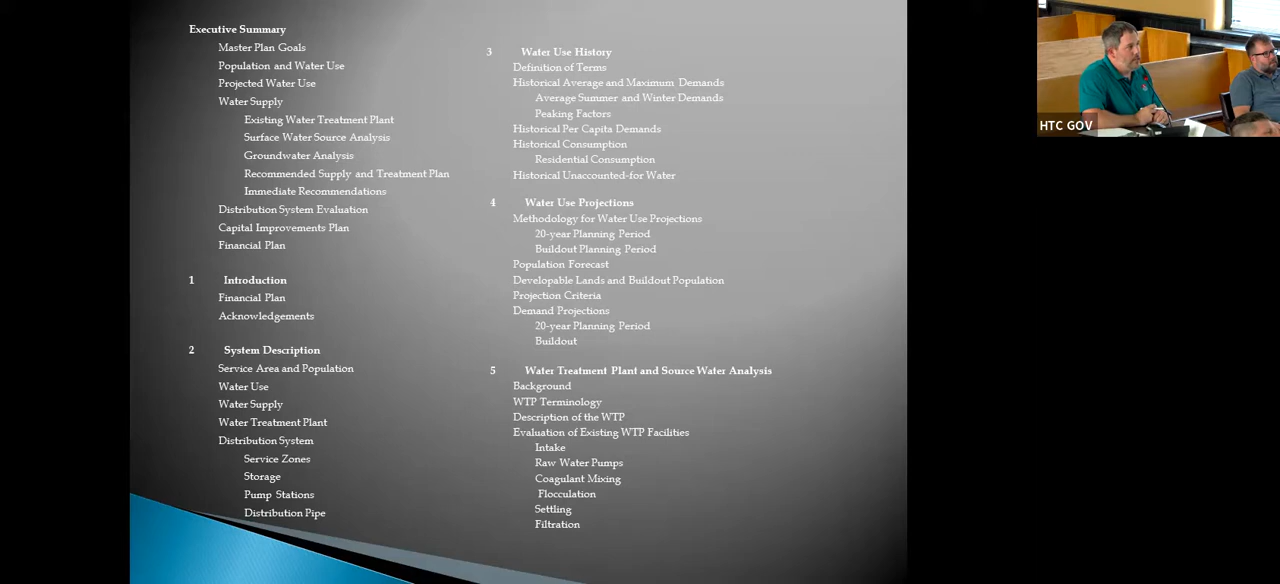 Executive Summary
Master Plan Goals
Population and Water Use
Projected Water Use
Water Supply
Existing Water Treatment Plant
Surface Water Source Analysis
Groundwater Analysis
Recommended Supply and Treatment Plan
Immediate Recommendations
Distribution System Evaluation
Capital Improvements Plan
Financial Plan
1 Introduction
Financial Plan
Acknowledgements
2 System Description
Service Area and Population
Water Use
Water Supply
Water Treatment Plant
Distribution System
Service Zones
Storage
Pump Stations
Distribution Pipe
3 Water Use History
Definition of Terms
Historical Average and Maximum Demands
Average Summer and Winter Demands
Peaking Factors
Historical Per Capita Demands
Historical Consumption
Residential Consumption
Historical Unaccounted-for Water
4 Water Use Projections
Methodology for Water Use Projections
20-year Planning Period
Buildout Planning Period
Population Forecast
Developable Lands and Buildout Population
Projection Criteria
Demand Projections
20-year Planning Period
Buildout
5 Water Treatment Plant and Source Water Analysis
Background
WTP Terminology
Description of the WTP
Evaluation of Existing WTP Facilities
Intake
Raw Water Pumps
Coagulant Mixing
Flocculation
Settling
Filtration
HTC GOV